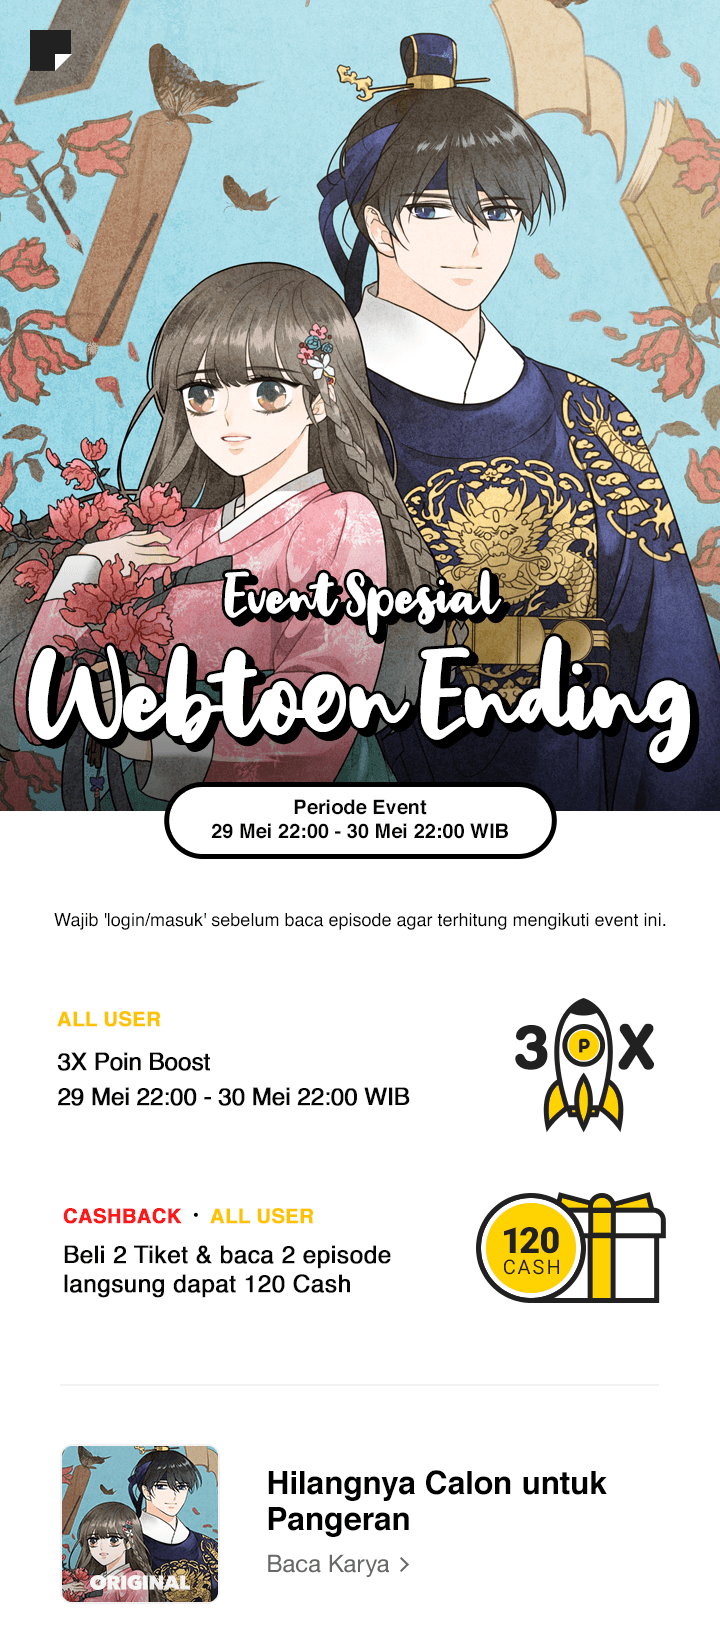 Event Spesial
Webtoon Ending
Periode Event
29 Mei 22:00 - 30 Mei 22:00 WIB
Wajib 'login/masuk' sebelum baca episode agar terhitung mengikuti event ini.
ALL USER
3X Poin Boost
29 Mei 22:00 - 30 Mei 22:00 WIB
3 P X
CASHBACK · ALL USER
Beli 2 Tiket & baca 2 episode
langsung dapat 120 Cash
120
CASH
ORIGINAL
Hilangnya Calon untuk
Pangeran
Baca Karya >